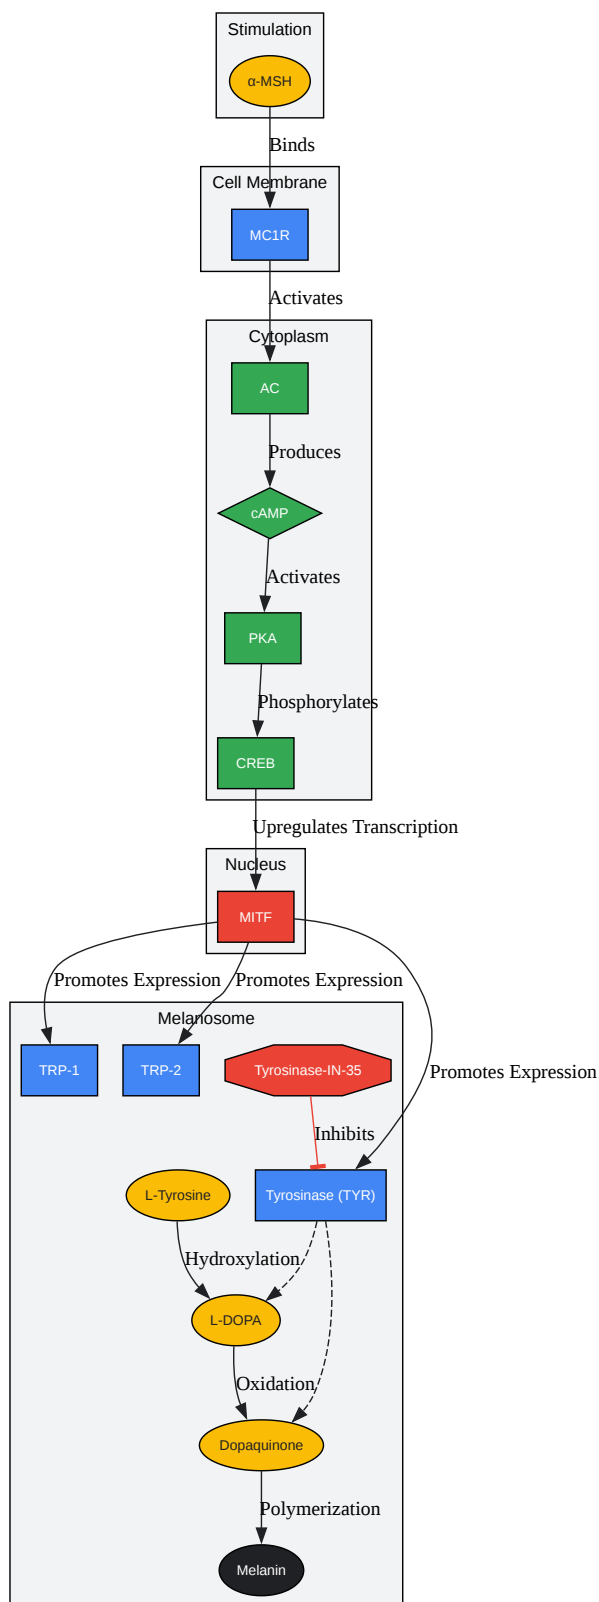 Stimulation
α-MSH
Binds
Cell Membrane
MC1R
Activates
Cytoplasm
AC
Produces
cAMP
Activates
PKA
Phosphorylates
CREB
Upregulates Transcription
Nucleus
MITF
Promotes Expression
Promotes Expression
Melanosome
TRP-1
TRP-2
Tyrosinase-IN-35
Promotes Expression
Inhibits
L-Tyrosine
Tyrosinase (TYR)
Hydroxylation
L-DOPA
Oxidation
Dopaquinone
Polymerization
Melanin